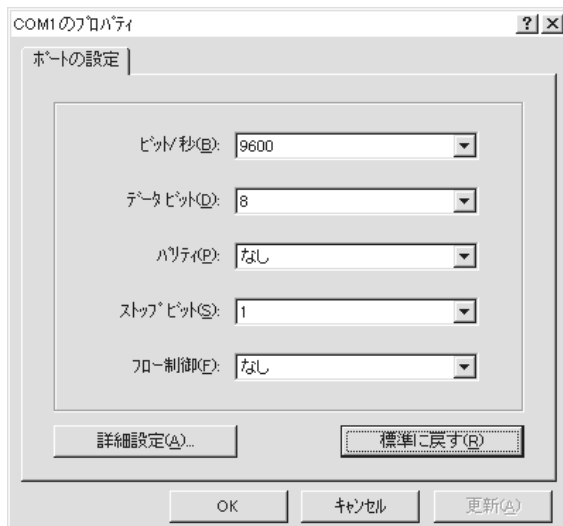 COM1のﾌﾟﾛﾊﾟﾃｨ
ﾎﾟｰﾄの設定
ﾋﾞｯﾄ/秒(B): 9600
ﾃﾞｰﾀ ﾋﾞｯﾄ(D): 8
ﾊﾟﾘﾃｨ(P): なし
ｽﾄｯﾌﾟ ﾋﾞｯﾄ(S): 1
ﾌﾛｰ制御(F): なし
詳細設定(A)... 標準に戻す(R)
OK ｷｬﾝｾﾙ 更新(A)